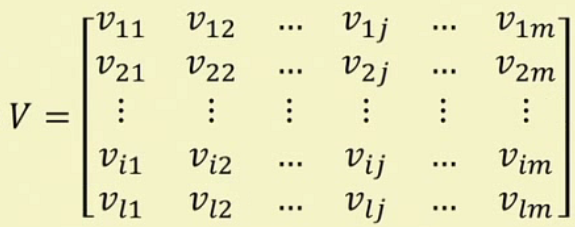 v₁₁ v₁₂ ... v₁ⱼ ... v₁ₘ
v₂₁ v₂₂ ... v₂ⱼ ... v₂ₘ
V = ⋮ ⋮ ⋮ ⋮ ⋮ ⋮
vᵢ₁ vᵢ₂ ... vᵢⱼ ... vᵢₘ
vₗ₁ vₗ₂ ... vₗⱼ ... vₗₘ